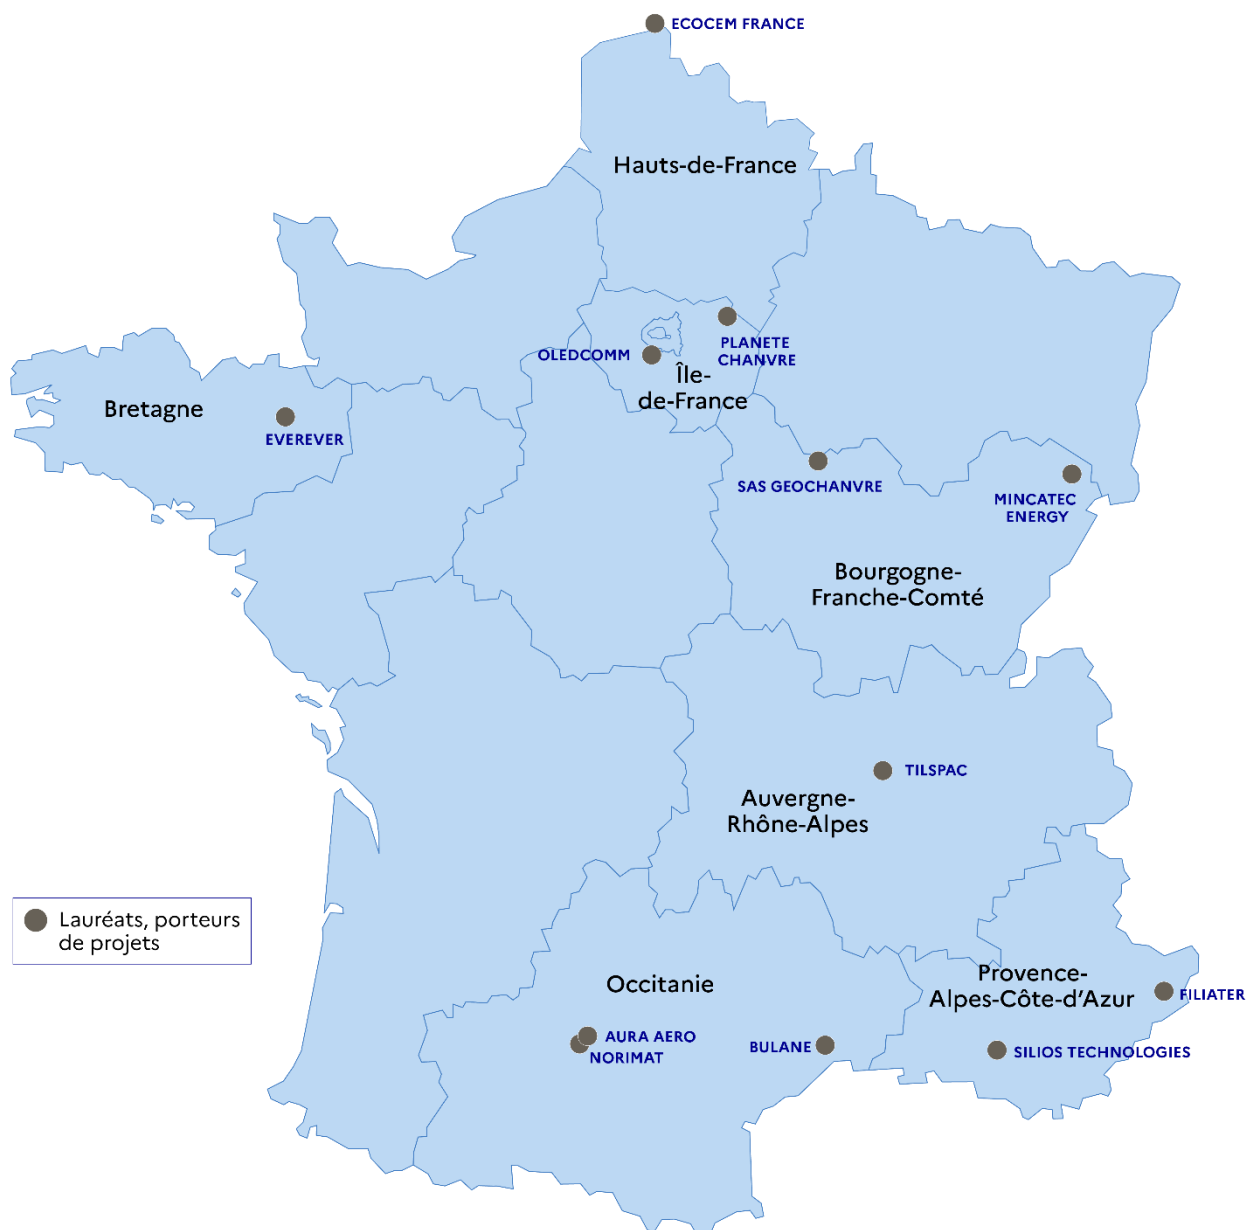 ECOCEM FRANCE
Hauts-de-France
PLANETE
CHANVRE
OLEDCOMM
Île-
de-France
Bretagne
EVEREVER
SAS GEOCHANVRE
MINCATEC
ENERGY
Bourgogne-
Franche-Comté
TILSPAC
Auvergne-
Rhône-Alpes
Lauréats, porteurs
de projets
Occitanie
Provence-
Alpes-Côte-d'Azur
FILIATER
AURA AERO
NORIMAT
BULANE
SILIOS TECHNOLOGIES